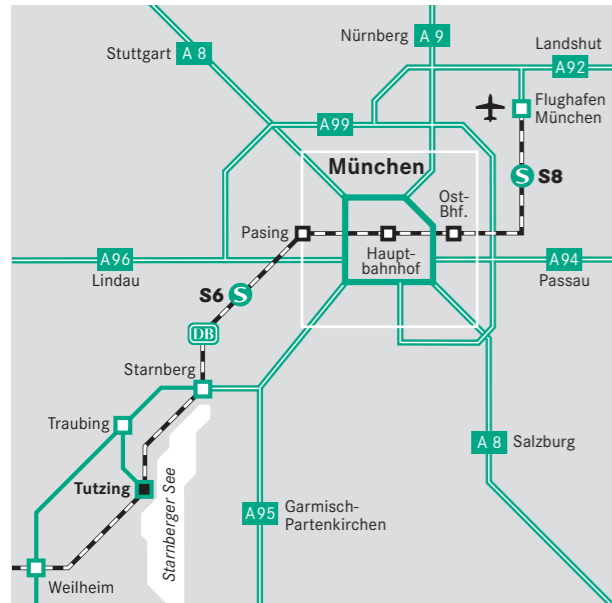 Nürnberg
A 9
Stuttgart
A 8
Landshut
A92
Flughafen
München
A99
München
S
S8
Ost-
Bhf.
Pasing
Haupt-
bahnhof
A96
Lindau
A94
Passau
S6
S
DB
Starnberg
Traubing
A 8
Salzburg
Tutzing
Starnberger See
A95
Garmisch-
Partenkirchen
Weilheim